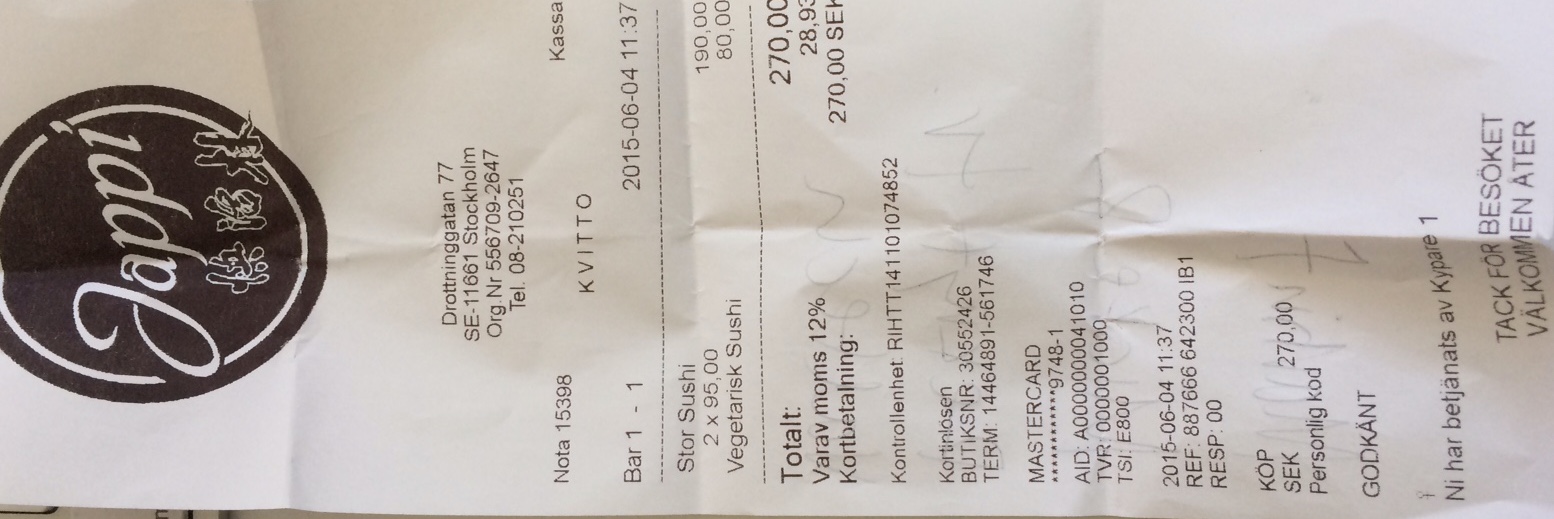 Jappi
快活林
Drottninggatan 77
SE-11661 Stockholm
Org.Nr 556709-2647
Tel. 08-210251
Nota 15398 Kassa
KVITTO
Bar 1 - 1 2015-06-04 11:37
Stor Sushi
2 x 95,00 190,00
Vegetarisk Sushi 80,00
Totalt: 270,00
Varav moms 12% 28,93
Kortbetalning: 270,00 SEK
Kontrollenhet: RIHTT141101074852
Kortinlösen
BUTIKSNR: 30552426
TERM: 14464891-561746
MASTERCARD
************9748-1
AID: A0000000041010
TVR: 0000001000
TSI: E800
2015-06-04 11:37
REF: 887666 642300 IB1
RESP: 00
KÖP
SEK 270,00
Personlig kod
GODKÄNT
Ni har betjänats av Kypare 1
TACK FÖR BESÖKET
VÄLKOMMEN ÅTER